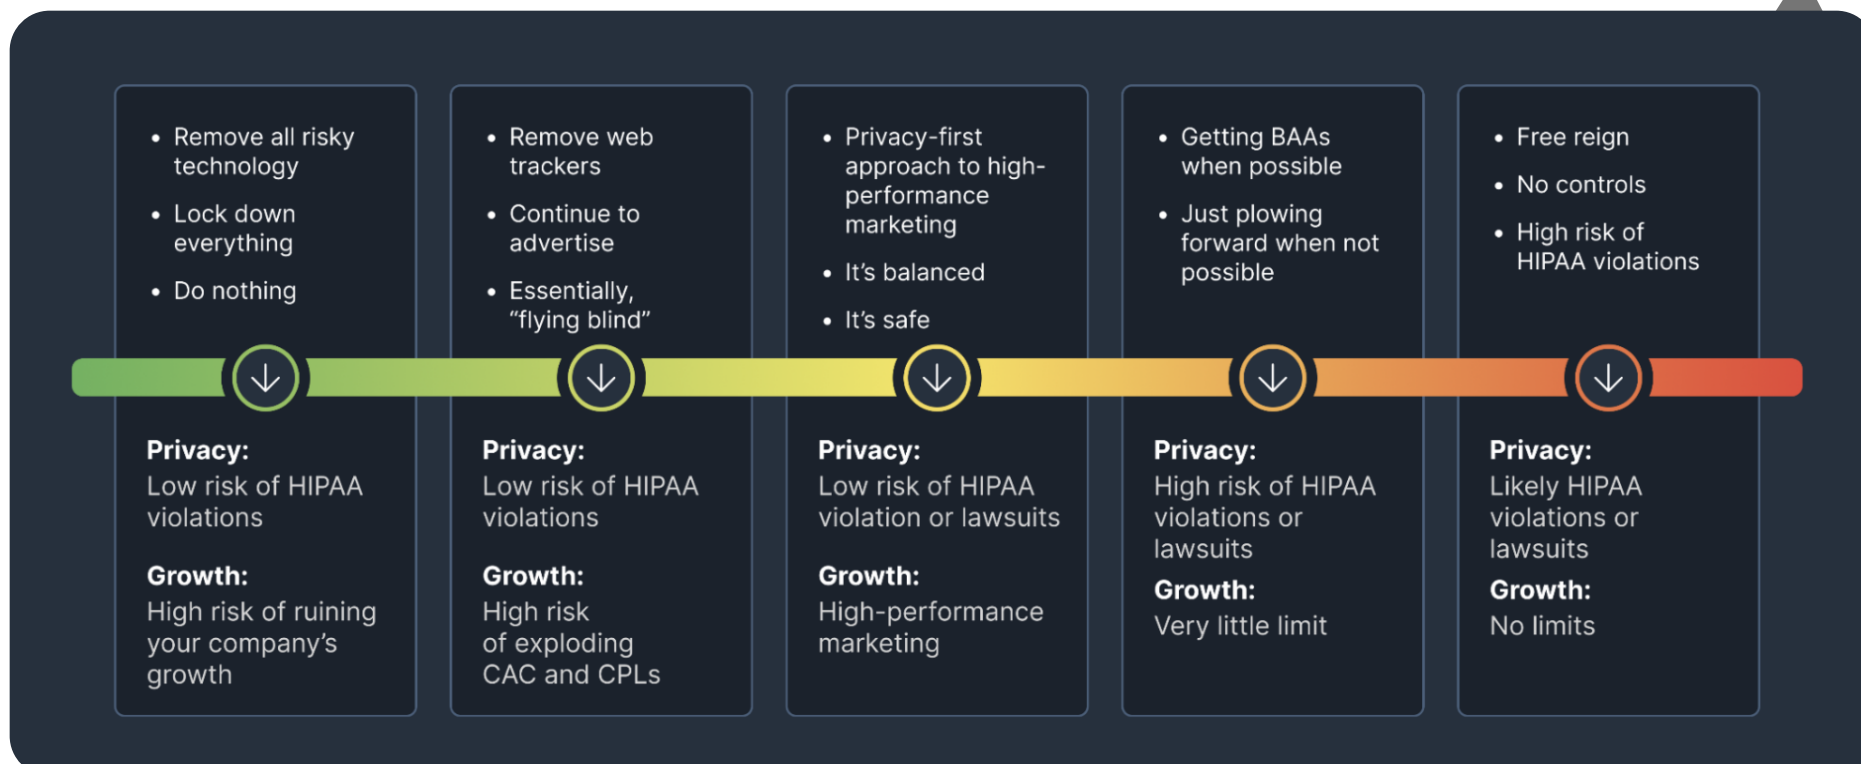 • Remove all risky
technology
• Lock down
everything
• Do nothing
Privacy:
Low risk of HIPAA
violations
Growth:
High risk of ruining
your company’s
growth
• Remove web
trackers
• Continue to
advertise
• Essentially,
“flying blind”
Privacy:
Low risk of HIPAA
violations
Growth:
High risk
of exploding
CAC and CPLs
• Privacy-first
approach to high-
performance
marketing
• It’s balanced
• It’s safe
Privacy:
Low risk of HIPAA
violation or lawsuits
Growth:
High-performance
marketing
• Getting BAAs
when possible
• Just plowing
forward when not
possible
Privacy:
High risk of HIPAA
violations or
lawsuits
Growth:
Very little limit
• Free reign
• No controls
• High risk of
HIPAA violations
Privacy:
Likely HIPAA
violations or
lawsuits
Growth:
No limits